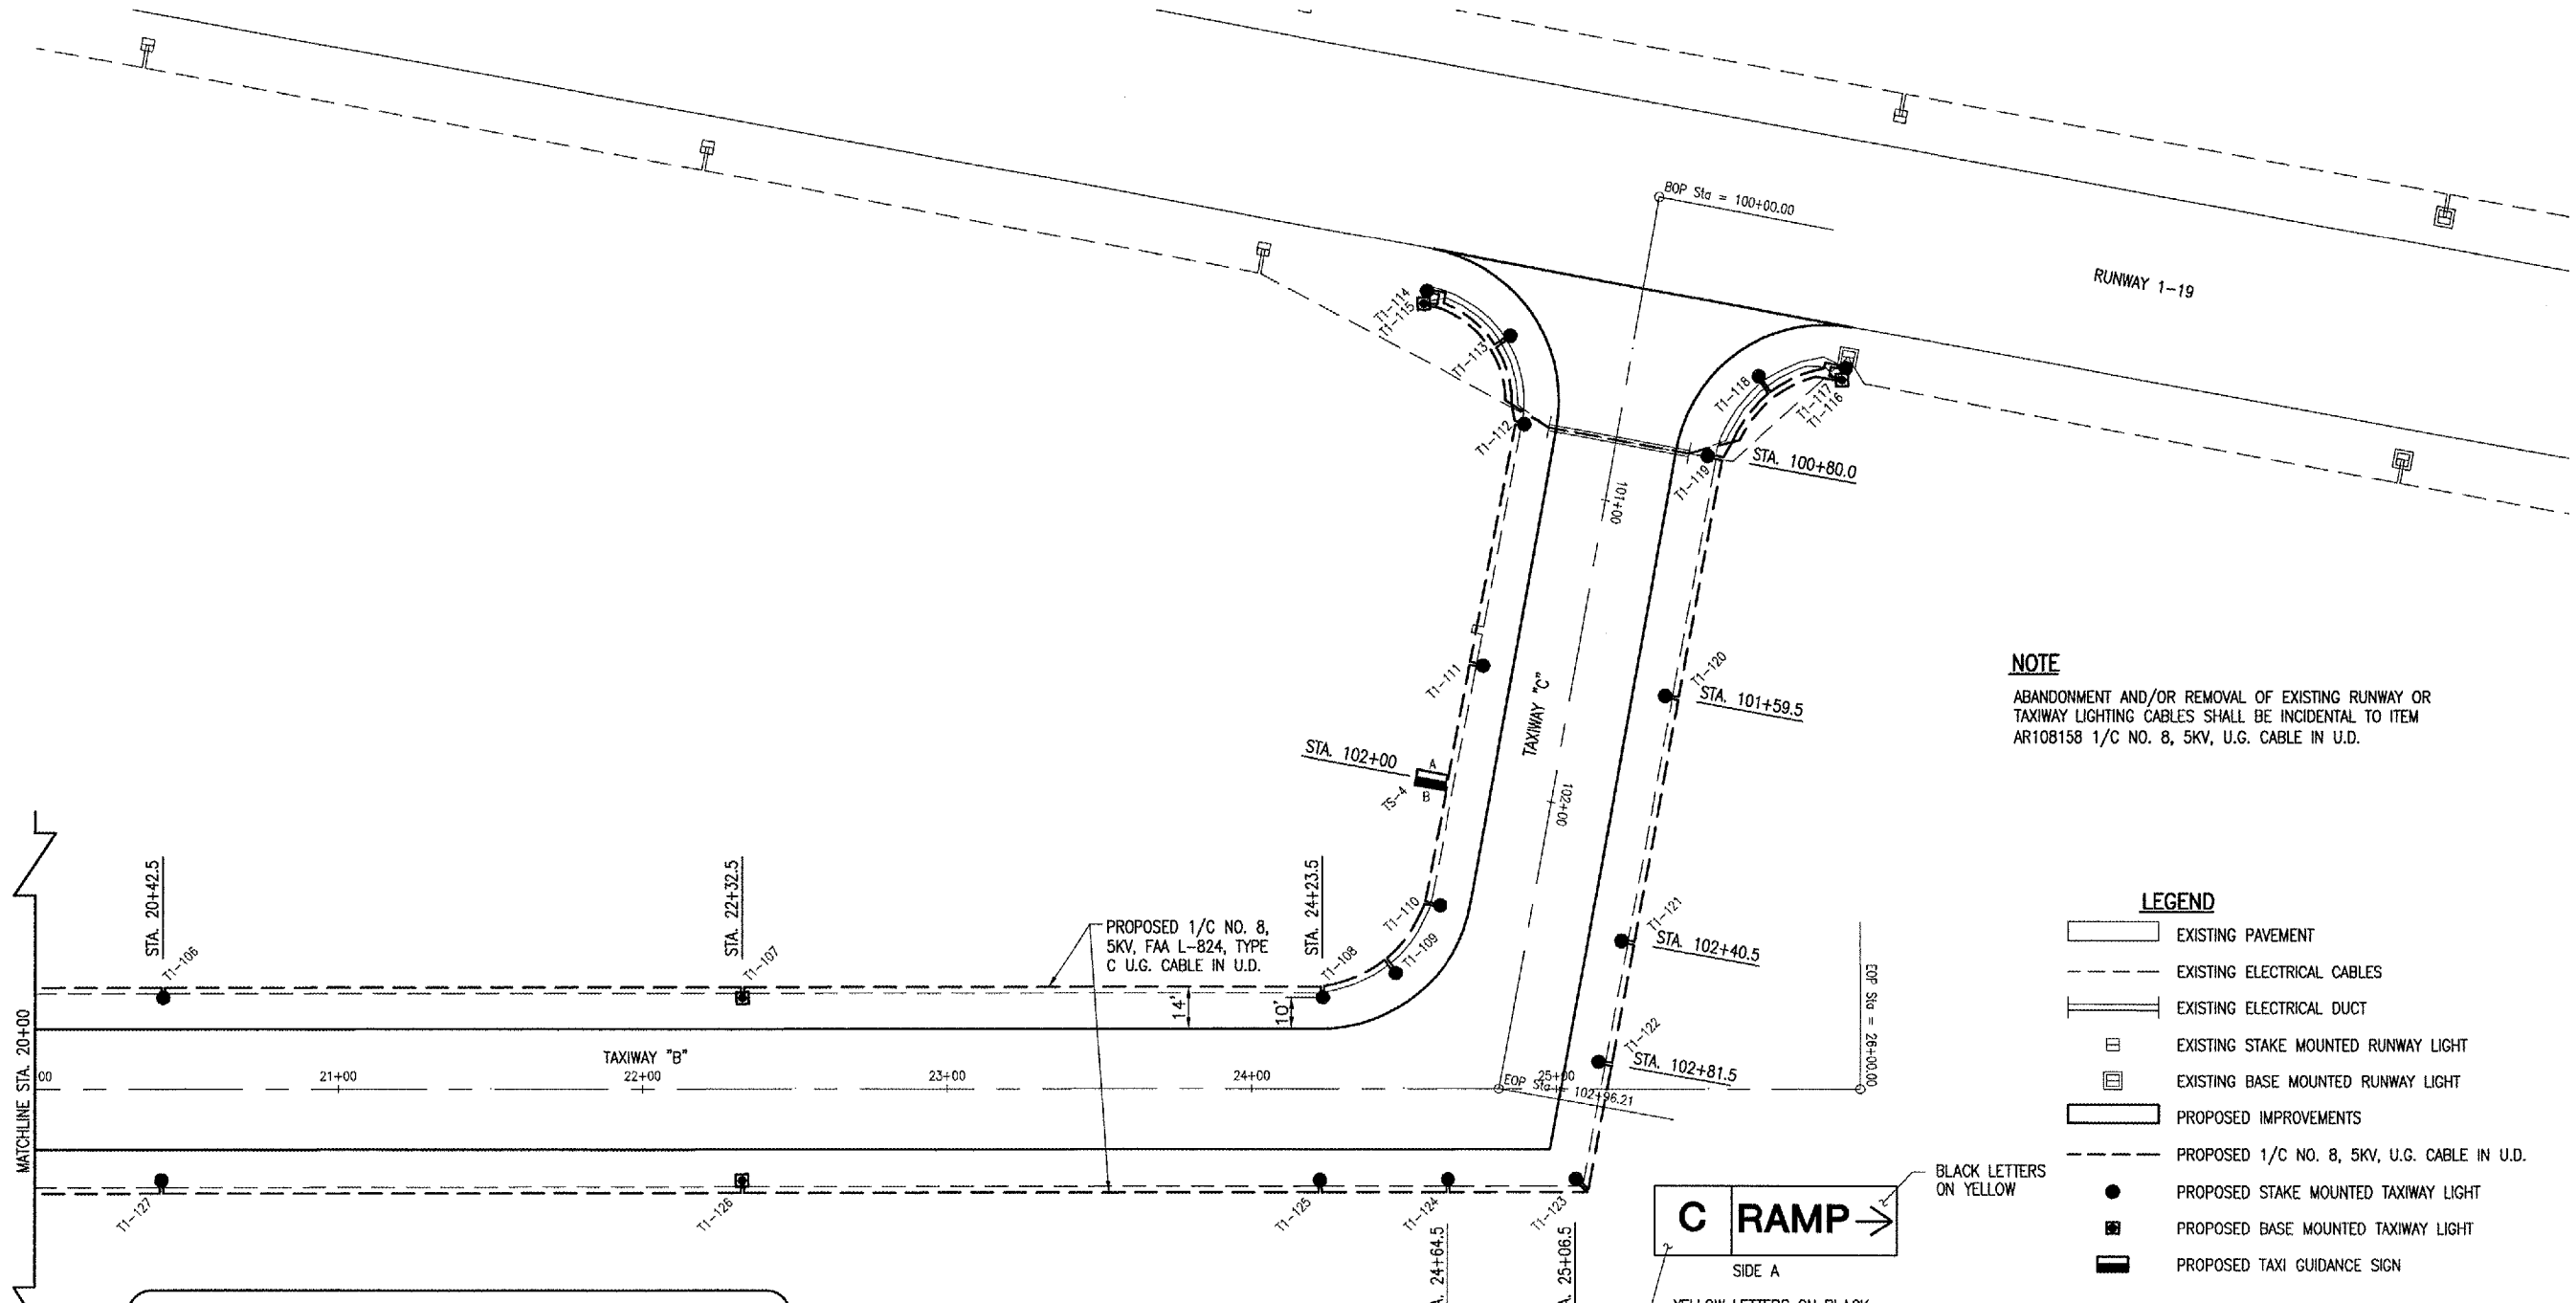 BOP Sta = 100+00.00
RUNWAY 1-19
T1-114
T1-115
T1-113
T1-112
T1-118
T1-117
T1-116
T1-119
STA. 100+80.0
101+00
T1-111
T1-120
STA. 101+59.5
TAXIWAY "C"
STA. 102+00
A
B
TS-4
102+00
NOTE
ABANDONMENT AND/OR REMOVAL OF EXISTING RUNWAY OR
TAXIWAY LIGHTING CABLES SHALL BE INCIDENTAL TO ITEM
AR108158 1/C NO. 8, 5KV, U.G. CABLE IN U.D.
STA. 20+42.5
T1-106
STA. 22+32.5
T1-107
PROPOSED 1/C NO. 8,
5KV, FAA L-824, TYPE
C U.G. CABLE IN U.D.
STA. 24+23.5
T1-108
T1-109
T1-110
T1-121
STA. 102+40.5
T1-122
STA. 102+81.5
EOP Sta = 26+00.00
14'
10'
MATCHLINE STA. 20+00
TAXIWAY "B"
00
21+00
22+00
23+00
24+00
25+00
EOP Sta = 102+96.21
T1-127
T1-126
T1-125
T1-124
T1-123
24+64.5
25+06.5
C RAMP →
BLACK LETTERS
ON YELLOW
SIDE A
YELLOW LETTERS ON BLACK
LEGEND
EXISTING PAVEMENT
EXISTING ELECTRICAL CABLES
EXISTING ELECTRICAL DUCT
EXISTING STAKE MOUNTED RUNWAY LIGHT
EXISTING BASE MOUNTED RUNWAY LIGHT
PROPOSED IMPROVEMENTS
PROPOSED 1/C NO. 8, 5KV, U.G. CABLE IN U.D.
PROPOSED STAKE MOUNTED TAXIWAY LIGHT
PROPOSED BASE MOUNTED TAXIWAY LIGHT
PROPOSED TAXI GUIDANCE SIGN